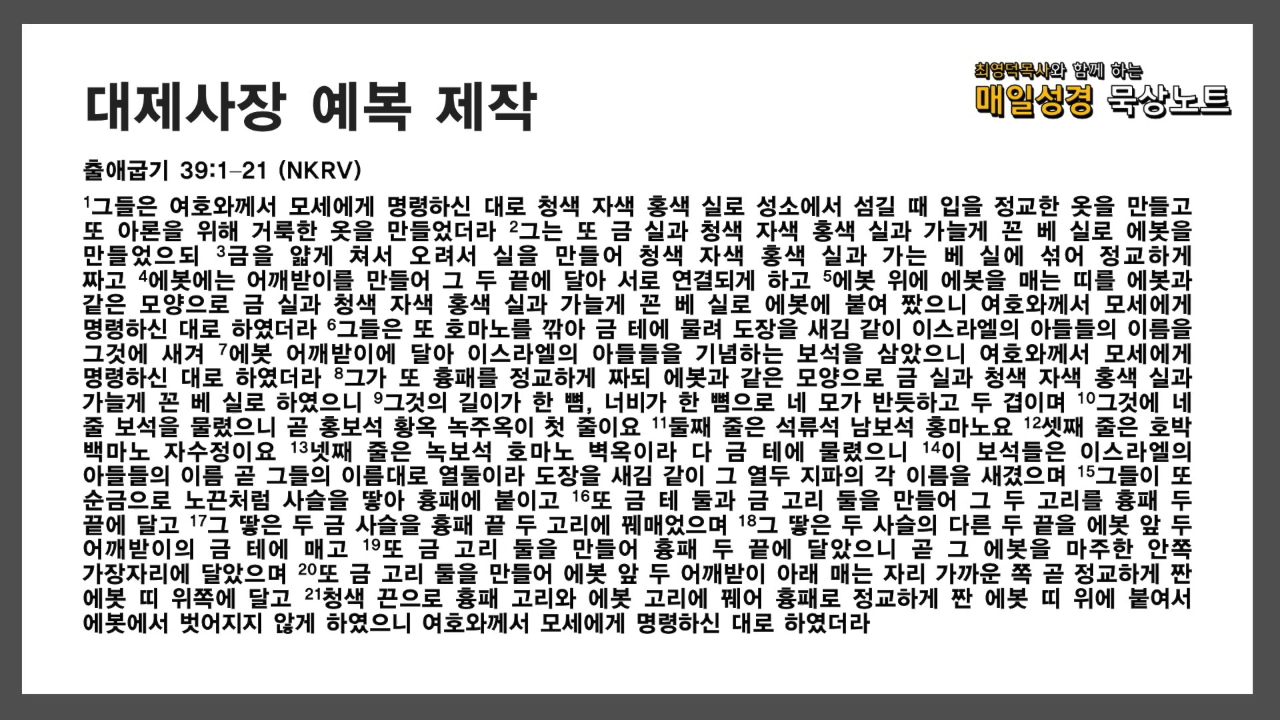 대제사장 예복 제작
최영덕목사와 함께 하는
매일성경 묵상노트
출애굽기 39:1–21 (NKRV)
¹그들은 여호와께서 모세에게 명령하신 대로 청색 자색 홍색 실로 성소에서 섬길 때 입을 정교한 옷을 만들고
또 아론을 위해 거룩한 옷을 만들었더라 ²그는 또 금 실과 청색 자색 홍색 실과 가늘게 꼰 베 실로 에봇을
만들었으되 ³금을 얇게 쳐서 오려서 실을 만들어 청색 자색 홍색 실과 가는 베 실에 섞어 정교하게
짜고 ⁴에봇에는 어깨받이를 만들어 그 두 끝에 달아 서로 연결되게 하고 ⁵에봇 위에 에봇을 매는 띠를 에봇과
같은 모양으로 금 실과 청색 자색 홍색 실과 가늘게 꼰 베 실로 에봇에 붙여 짰으니 여호와께서 모세에게
명령하신 대로 하였더라 ⁶그들은 또 호마노를 깎아 금 테에 물려 도장을 새김 같이 이스라엘의 아들들의 이름을
그것에 새겨 ⁷에봇 어깨받이에 달아 이스라엘의 아들들을 기념하는 보석을 삼았으니 여호와께서 모세에게
명령하신 대로 하였더라 ⁸그가 또 흉패를 정교하게 짜되 에봇과 같은 모양으로 금 실과 청색 자색 홍색 실과
가늘게 꼰 베 실로 하였으니 ⁹그것의 길이가 한 뼘, 너비가 한 뼘으로 네 모가 반듯하고 두 겹이며 ¹⁰그것에 네
줄 보석을 물렸으니 곧 홍보석 황옥 녹주옥이 첫 줄이요 ¹¹둘째 줄은 석류석 남보석 홍마노요 ¹²셋째 줄은 호박
백마노 자수정이요 ¹³넷째 줄은 녹보석 호마노 벽옥이라 다 금 테에 물렸으니 ¹⁴이 보석들은 이스라엘의
아들들의 이름 곧 그들의 이름대로 열둘이라 도장을 새김 같이 그 열두 지파의 각 이름을 새겼으며 ¹⁵그들이 또
순금으로 노끈처럼 사슬을 땋아 흉패에 붙이고 ¹⁶또 금 테 둘과 금 고리 둘을 만들어 그 두 고리를 흉패 두
끝에 달고 ¹⁷그 땋은 두 금 사슬을 흉패 끝 두 고리에 꿰매었으며 ¹⁸그 땋은 두 사슬의 다른 두 끝을 에봇 앞 두
어깨받이의 금 테에 매고 ¹⁹또 금 고리 둘을 만들어 흉패 두 끝에 달았으니 곧 그 에봇을 마주한 안쪽
가장자리에 달았으며 ²⁰또 금 고리 둘을 만들어 에봇 앞 두 어깨받이 아래 매는 자리 가까운 쪽 곧 정교하게 짠
에봇 띠 위쪽에 달고 ²¹청색 끈으로 흉패 고리와 에봇 고리에 꿰어 흉패로 정교하게 짠 에봇 띠 위에 붙여서
에봇에서 벗어지지 않게 하였으니 여호와께서 모세에게 명령하신 대로 하였더라